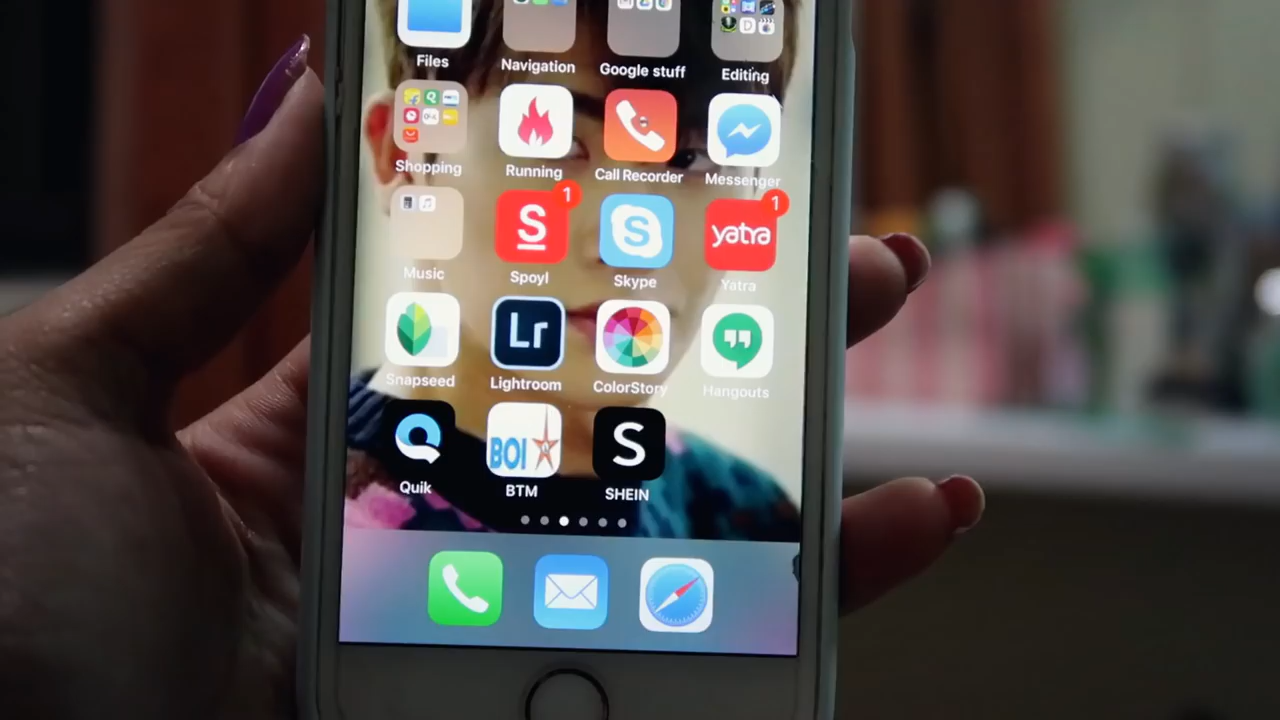 Files Navigation Google stuff Editing
Shopping Running Call Recorder Messenger
1 1
S yatra
Music Spoyl Skype Yatra
Lr
Snapseed Lightroom ColorStory Hangouts
BOI S
Quik BTM SHEIN